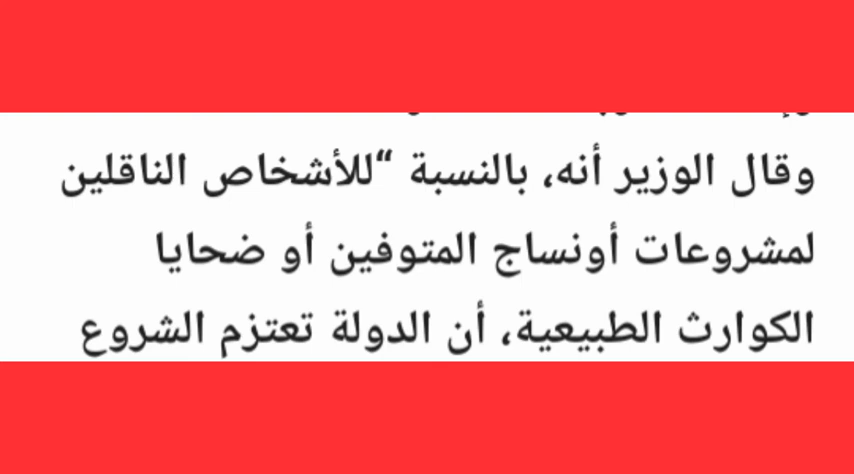 وقال الوزير أنه، بالنسبة “للأشخاص الناقلين
لمشروعات أونساج المتوفين أو ضحايا
الكوارث الطبيعية، أن الدولة تعتزم الشروع